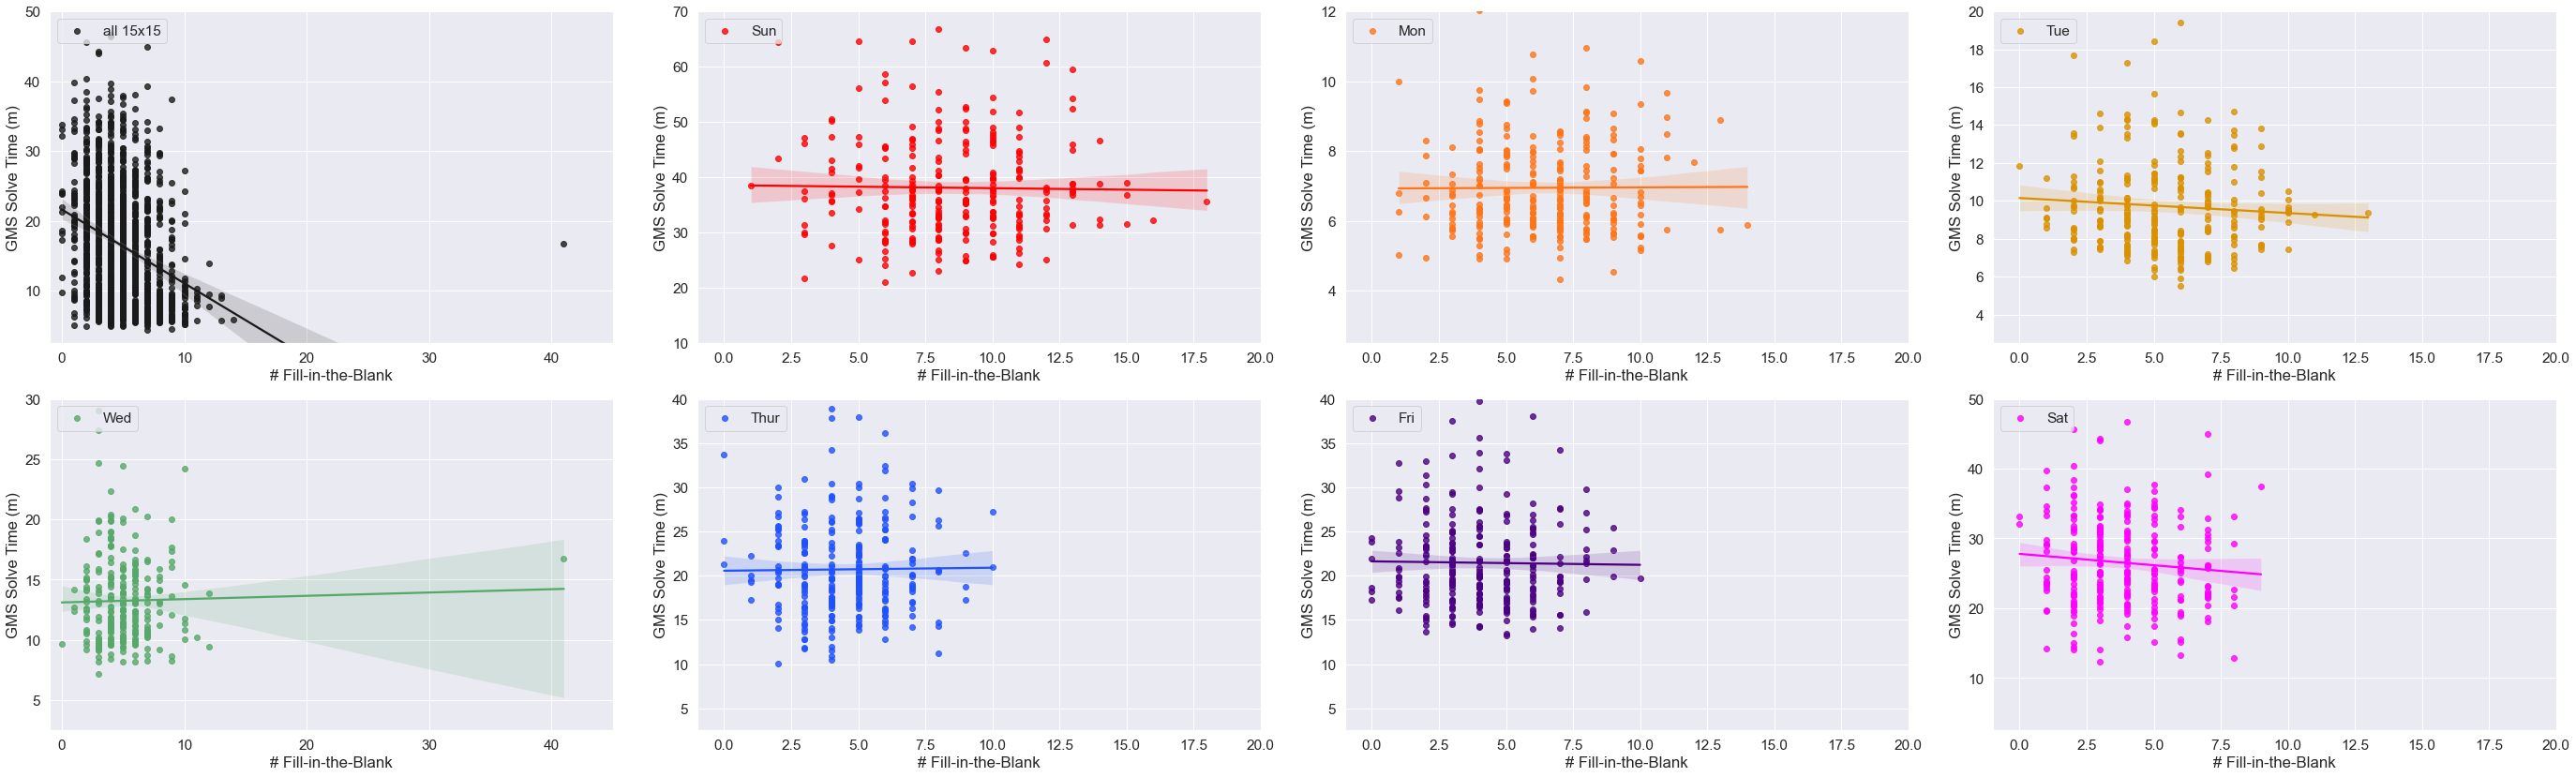 all 15x15
GMS Solve Time (m)
50
40
30
20
10
0 10 20 30 40
# Fill-in-the-Blank
Sun
GMS Solve Time (m)
70
60
50
40
30
20
10
0.0 2.5 5.0 7.5 10.0 12.5 15.0 17.5 20.0
# Fill-in-the-Blank
Mon
GMS Solve Time (m)
12
10
8
6
4
0.0 2.5 5.0 7.5 10.0 12.5 15.0 17.5 20.0
# Fill-in-the-Blank
Tue
GMS Solve Time (m)
20
18
16
14
12
10
8
6
4
0.0 2.5 5.0 7.5 10.0 12.5 15.0 17.5 20.0
# Fill-in-the-Blank
Wed
GMS Solve Time (m)
30
25
20
15
10
5
0 10 20 30 40
# Fill-in-the-Blank
Thur
GMS Solve Time (m)
40
35
30
25
20
15
10
5
0.0 2.5 5.0 7.5 10.0 12.5 15.0 17.5 20.0
# Fill-in-the-Blank
Fri
GMS Solve Time (m)
40
35
30
25
20
15
10
5
0.0 2.5 5.0 7.5 10.0 12.5 15.0 17.5 20.0
# Fill-in-the-Blank
Sat
GMS Solve Time (m)
50
40
30
20
10
0.0 2.5 5.0 7.5 10.0 12.5 15.0 17.5 20.0
# Fill-in-the-Blank